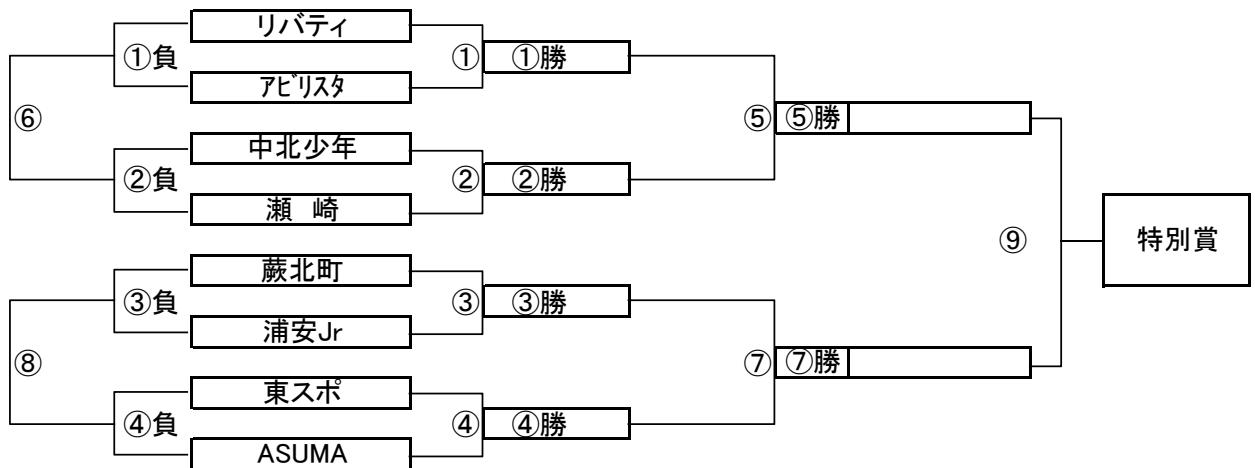 リバティ
①負 ① ①勝
アビリスタ
⑥ ⑤ ⑤勝
中北少年
②負 ② ②勝
瀬 崎
⑨ 特別賞
蕨北町
③負 ③ ③勝
浦安Jr
⑧ ⑦ ⑦勝
東スポ
④負 ④ ④勝
ASUMA